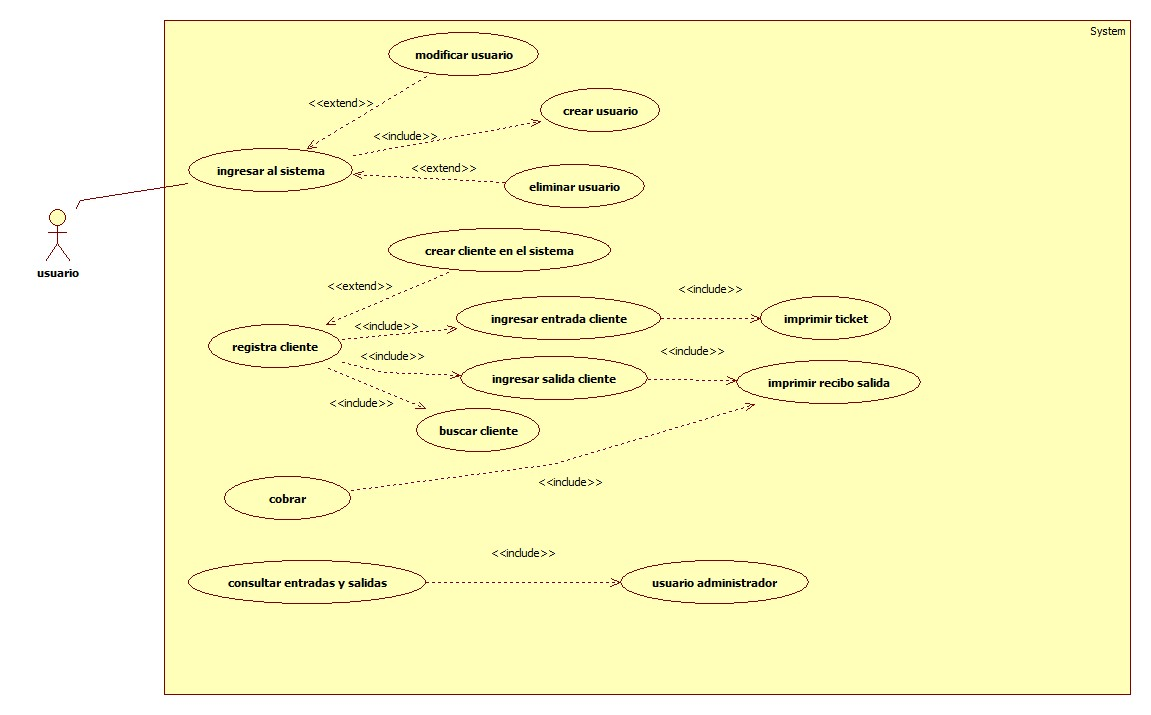 System
modificar usuario
<<extend>>
crear usuario
<<include>>
ingresar al sistema
<<extend>>
eliminar usuario
usuario
crear cliente en el sistema
<<extend>>
<<include>>
ingresar entrada cliente
imprimir ticket
<<include>>
registra cliente
<<include>>
<<include>>
ingresar salida cliente
imprimir recibo salida
<<include>>
buscar cliente
<<include>>
cobrar
<<include>>
consultar entradas y salidas
usuario administrador